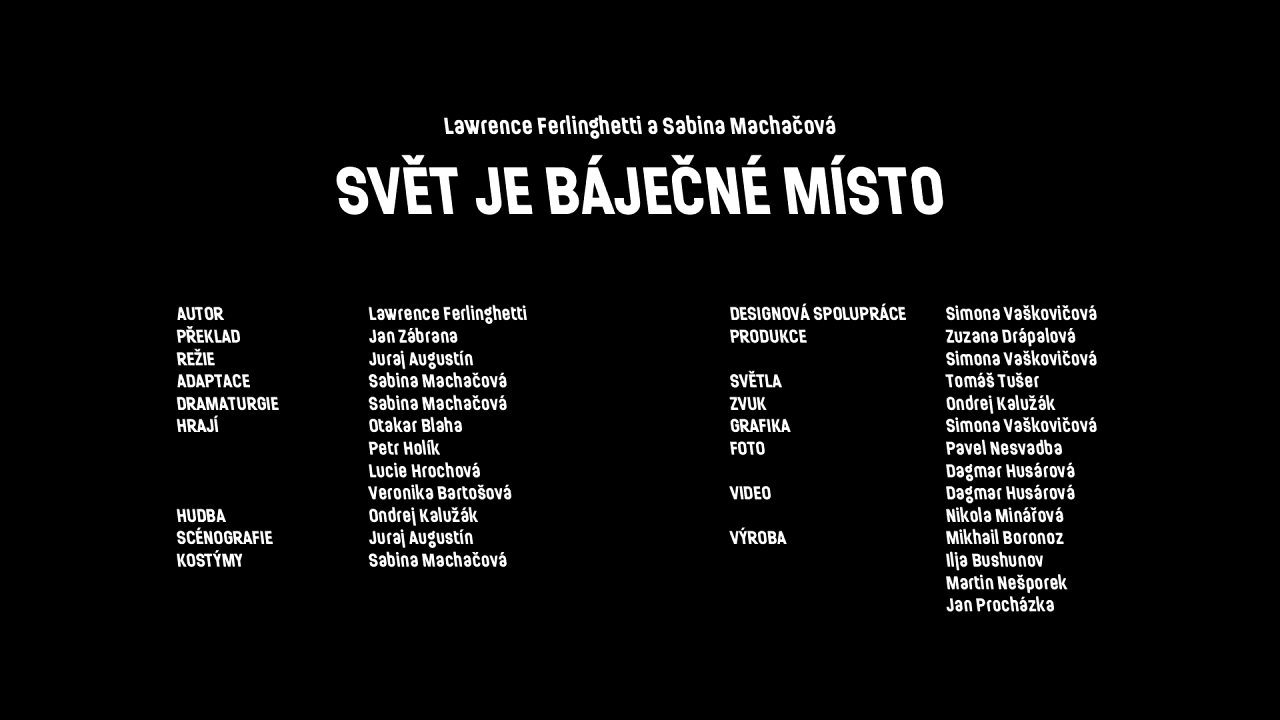 Lawrence Ferlinghetti a Sabina Machačová
SVĚT JE BÁJEČNÉ MÍSTO
AUTOR Lawrence Ferlinghetti
PŘEKLAD Jan Zábrana
REŽIE Juraj Augustín
ADAPTACE Sabina Machačová
DRAMATURGIE Sabina Machačová
HRAJÍ Otakar Blaha
Petr Holík
Lucie Hrochová
Veronika Bartošová
HUDBA Ondrej Kalužák
SCÉNOGRAFIE Juraj Augustín
KOSTÝMY Sabina Machačová
DESIGNOVÁ SPOLUPRÁCE Simona Vaškovičová
PRODUKCE Zuzana Drápalová
Simona Vaškovičová
SVĚTLA Tomáš Tušer
ZVUK Ondrej Kalužák
GRAFIKA Simona Vaškovičová
FOTO Pavel Nesvadba
Dagmar Husárová
VIDEO Dagmar Husárová
Nikola Minářová
VÝROBA Mikhail Boronoz
Ilja Bushunov
Martin Nešporek
Jan Procházka